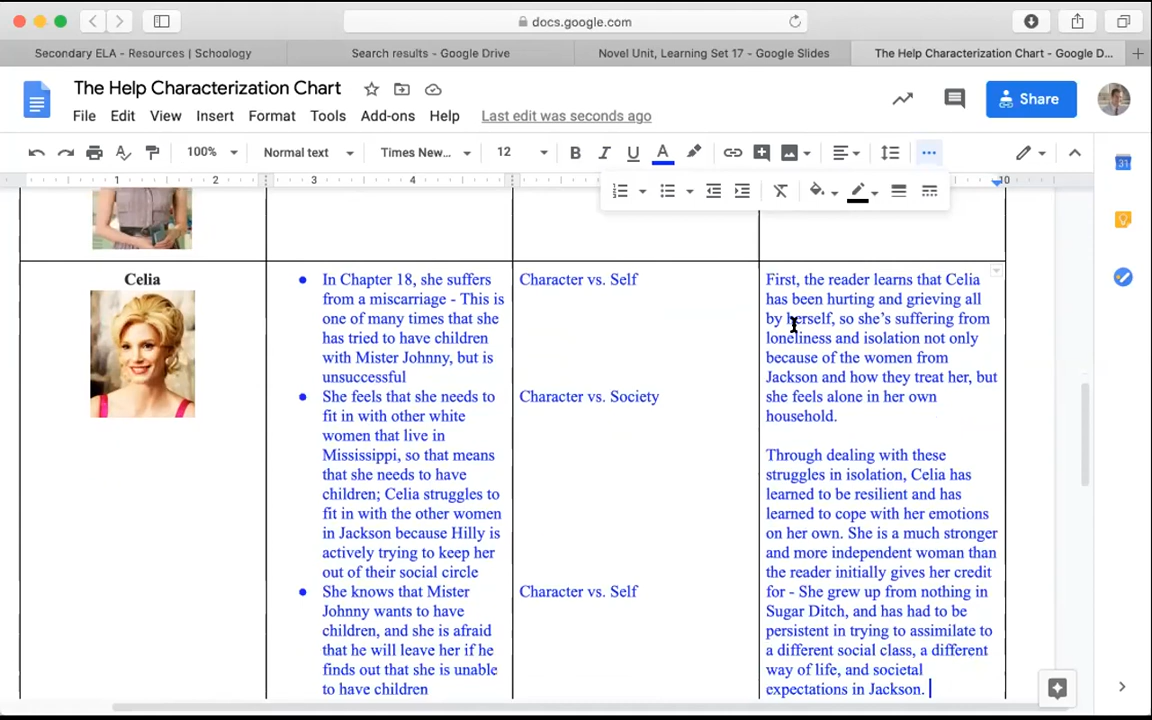 docs.google.com
Secondary ELA - Resources | Schoology
Search results - Google Drive
Novel Unit, Learning Set 17 - Google Slides
The Help Characterization Chart - Google D...
The Help Characterization Chart
Share
File Edit View Insert Format Tools Add-ons Help Last edit was seconds ago
100% Normal text Times New... 12 B I U A
1 2 3 4 10
Celia
In Chapter 18, she suffers
from a miscarriage - This is
one of many times that she
has tried to have children
with Mister Johnny, but is
unsuccessful
She feels that she needs to
fit in with other white
women that live in
Mississippi, so that means
that she needs to have
children; Celia struggles to
fit in with the other women
in Jackson because Hilly is
actively trying to keep her
out of their social circle
She knows that Mister
Johnny wants to have
children, and she is afraid
that he will leave her if he
finds out that she is unable
to have children
Character vs. Self
Character vs. Society
Character vs. Self
First, the reader learns that Celia
has been hurting and grieving all
by herself, so she's suffering from
loneliness and isolation not only
because of the women from
Jackson and how they treat her, but
she feels alone in her own
household.
Through dealing with these
struggles in isolation, Celia has
learned to be resilient and has
learned to cope with her emotions
on her own. She is a much stronger
and more independent woman than
the reader initially gives her credit
for - She grew up from nothing in
Sugar Ditch, and has had to be
persistent in trying to assimilate to
a different social class, a different
way of life, and societal
expectations in Jackson.
31